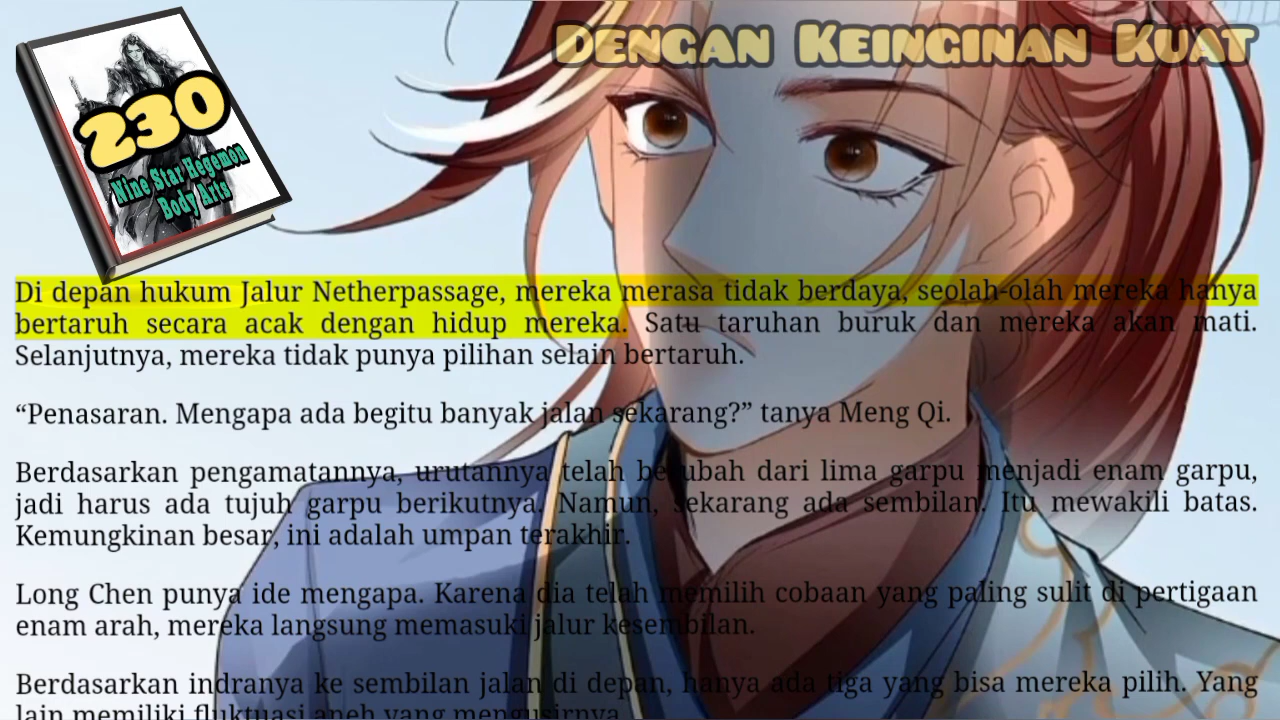 Dengan Keinginan Kuat
230
Nine Star Hegemon
Body Arts
Di depan hukum Jalur Netherpassage, mereka merasa tidak berdaya, seolah-olah mereka hanya
bertaruh secara acak dengan hidup mereka. Satu taruhan buruk dan mereka akan mati.
Selanjutnya, mereka tidak punya pilihan selain bertaruh.
“Penasaran. Mengapa ada begitu banyak jalan sekarang?” tanya Meng Qi.
Berdasarkan pengamatannya, urutannya telah berubah dari lima garpu menjadi enam garpu,
jadi harus ada tujuh garpu berikutnya. Namun, sekarang ada sembilan. Itu mewakili batas.
Kemungkinan besar, ini adalah umpan terakhir.
Long Chen punya ide mengapa. Karena dia telah memilih cobaan yang paling sulit di pertigaan
enam arah, mereka langsung memasuki jalur kesembilan.
Berdasarkan indranya ke sembilan jalan di depan, hanya ada tiga yang bisa mereka pilih. Yang
lain memiliki fluktuasi aneh yang mengusirnya.